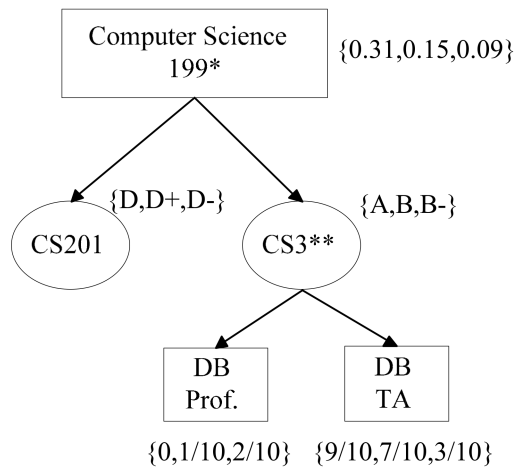 Computer Science
199*
{0.31,0.15,0.09}
{D,D+,D-}
{A,B,B-}
CS201
CS3**
DB
Prof.
DB
TA
{0,1/10,2/10}
{9/10,7/10,3/10}